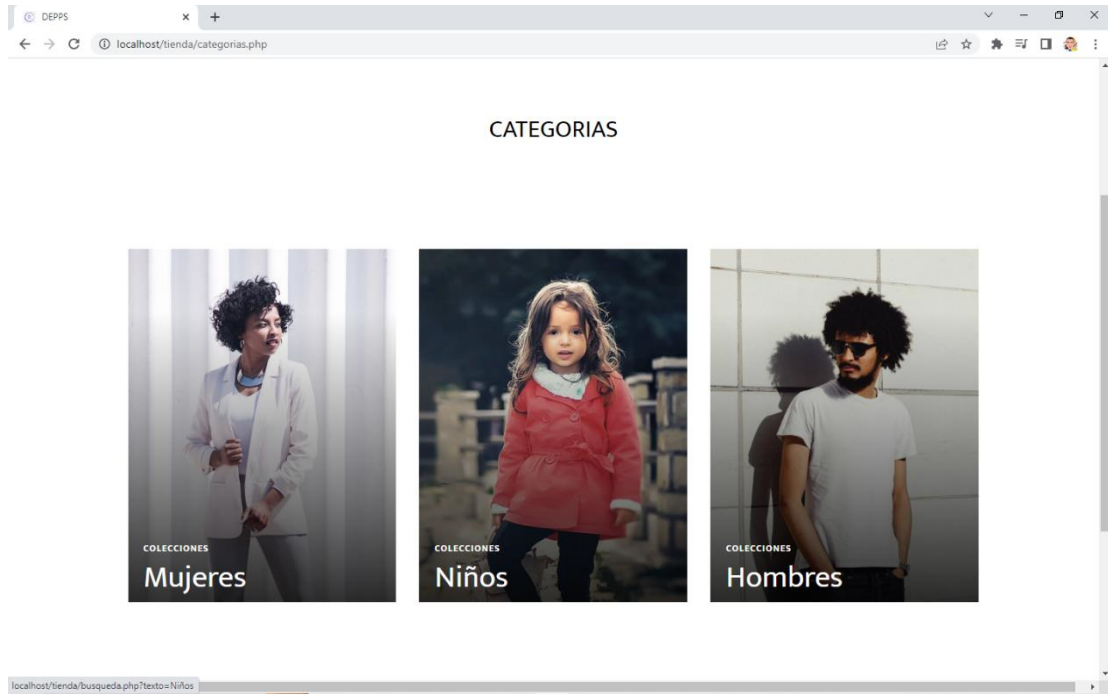 DEPPS
localhost/tienda/categorias.php
CATEGORIAS
COLECCIONES
Mujeres
COLECCIONES
Niños
COLECCIONES
Hombres
localhost/tienda/busqueda.php?texto=Niños